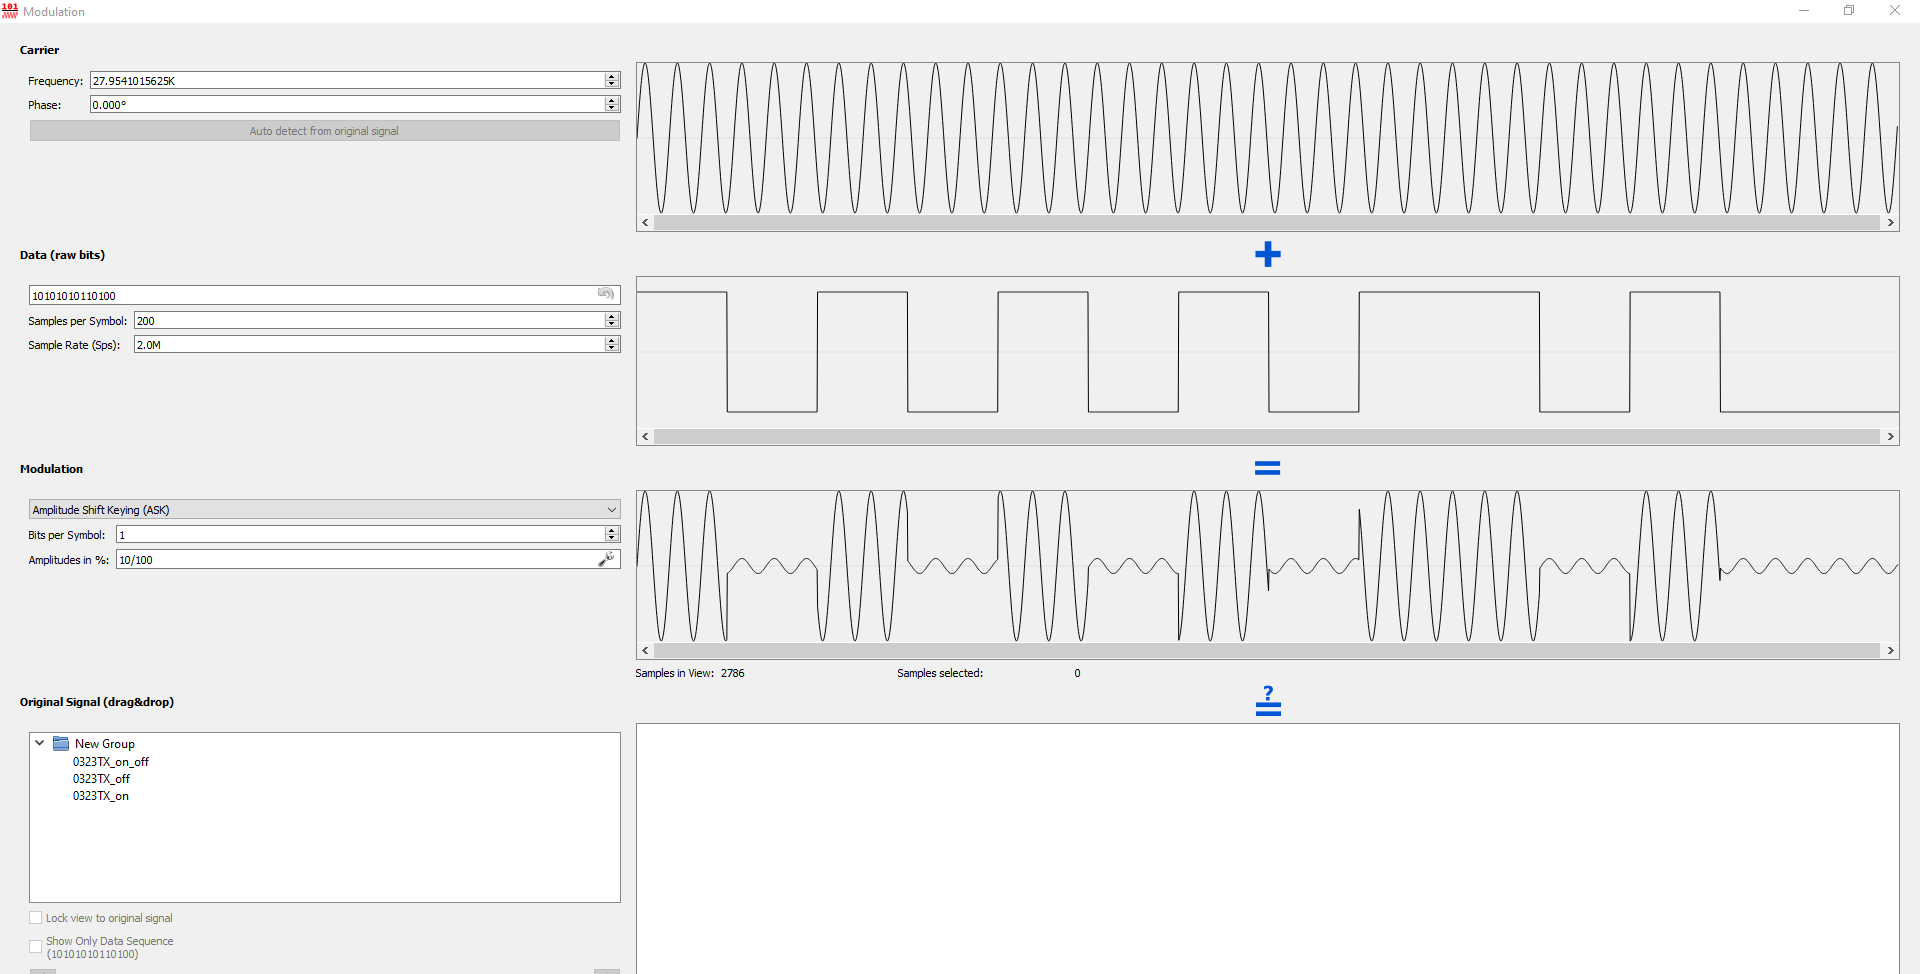 101
Modulation
Carrier
Frequency: 27.9541015625K
Phase: 0.000°
Auto detect from original signal
Data (raw bits)
10101010110100
Samples per Symbol: 200
Sample Rate (Sps): 2.0M
Modulation
Amplitude Shift Keying (ASK)
Bits per Symbol: 1
Amplitudes in %: 10/100
Samples in View: 2786 Samples selected: 0
?
Original Signal (drag&drop)
New Group
0323TX_on_off
0323TX_off
0323TX_on
Lock view to original signal
Show Only Data Sequence
(10101010110100)